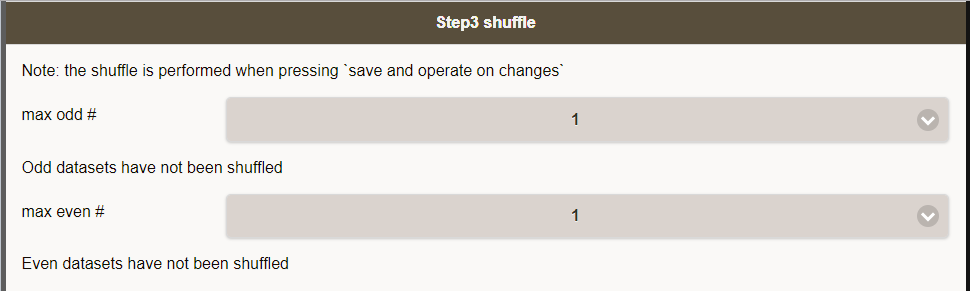 Step3 shuffle
Note: the shuffle is performed when pressing `save and operate on changes`
max odd #
1
Odd datasets have not been shuffled
max even #
1
Even datasets have not been shuffled